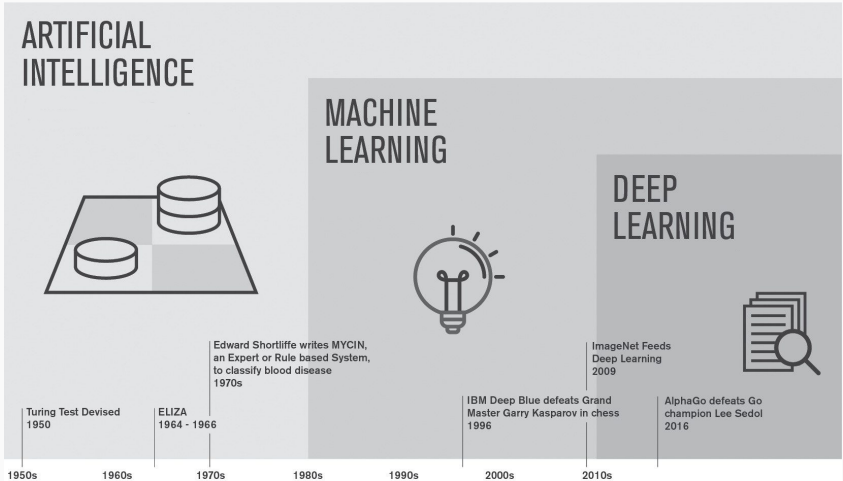 ARTIFICIAL
INTELLIGENCE
MACHINE
LEARNING
DEEP
LEARNING
Edward Shortliffe writes MYCIN,
an Expert or Rule based System,
to classify blood disease
1970s
ImageNet Feeds
Deep Learning
2009
Turing Test Devised
1950
ELIZA
1964 - 1966
IBM Deep Blue defeats Grand
Master Garry Kasparov in chess
1996
AlphaGo defeats Go
champion Lee Sedol
2016
1950s 1960s 1970s 1980s 1990s 2000s 2010s